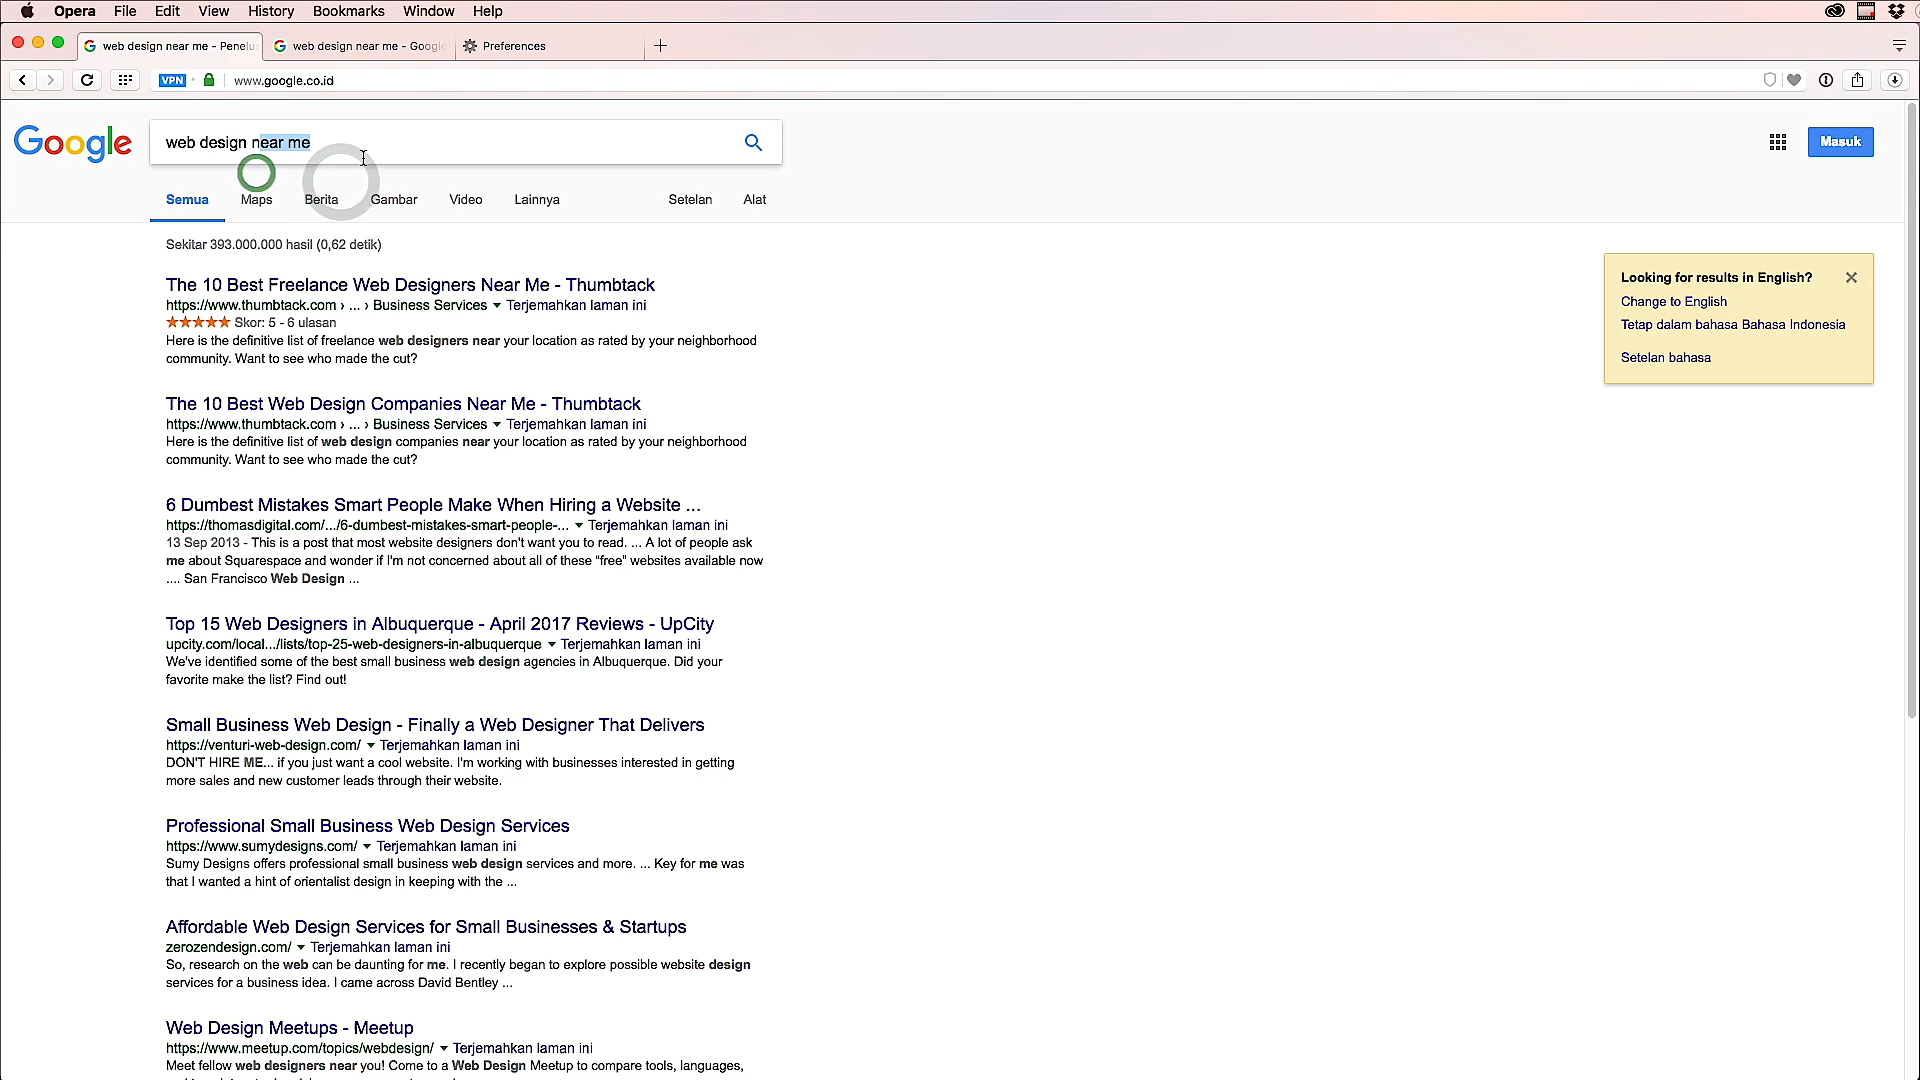 Opera File Edit View History Bookmarks Window Help
web design near me - Penelu
web design near me - Google
Preferences
VPN www.google.co.id
Google
web design near me
Masuk
Semua Maps Berita Gambar Video Lainnya Setelan Alat
Sekitar 393.000.000 hasil (0,62 detik)
The 10 Best Freelance Web Designers Near Me - Thumbtack
https://www.thumbtack.com › ... › Business Services ▼ Terjemahkan laman ini
★★★★★ Skor: 5 - 6 ulasan
Here is the definitive list of freelance web designers near your location as rated by your neighborhood
community. Want to see who made the cut?
The 10 Best Web Design Companies Near Me - Thumbtack
https://www.thumbtack.com › ... › Business Services ▼ Terjemahkan laman ini
Here is the definitive list of web design companies near your location as rated by your neighborhood
community. Want to see who made the cut?
6 Dumbest Mistakes Smart People Make When Hiring a Website ...
https://thomasdigital.com/.../6-dumbest-mistakes-smart-people-... ▼ Terjemahkan laman ini
13 Sep 2013 - This is a post that most website designers don't want you to read. ... A lot of people ask
me about Squarespace and wonder if I'm not concerned about all of these "free" websites available now
.... San Francisco Web Design ...
Top 15 Web Designers in Albuquerque - April 2017 Reviews - UpCity
upcity.com/local.../lists/top-25-web-designers-in-albuquerque ▼ Terjemahkan laman ini
We've identified some of the best small business web design agencies in Albuquerque. Did your
favorite make the list? Find out!
Small Business Web Design - Finally a Web Designer That Delivers
https://venturi-web-design.com/ ▼ Terjemahkan laman ini
DON'T HIRE ME... if you just want a cool website. I'm working with businesses interested in getting
more sales and new customer leads through their website.
Professional Small Business Web Design Services
https://www.sumydesigns.com/ ▼ Terjemahkan laman ini
Sumy Designs offers professional small business web design services and more. ... Key for me was
that I wanted a hint of orientalist design in keeping with the ...
Affordable Web Design Services for Small Businesses & Startups
zerozendesign.com/ ▼ Terjemahkan laman ini
So, research on the web can be daunting for me. I recently began to explore possible website design
services for a business idea. I came across David Bentley ...
Web Design Meetups - Meetup
https://www.meetup.com/topics/webdesign/ ▼ Terjemahkan laman ini
Meet fellow web designers near you! Come to a Web Design Meetup to compare tools, languages,
Looking for results in English?
Change to English
Tetap dalam bahasa Bahasa Indonesia
Setelan bahasa